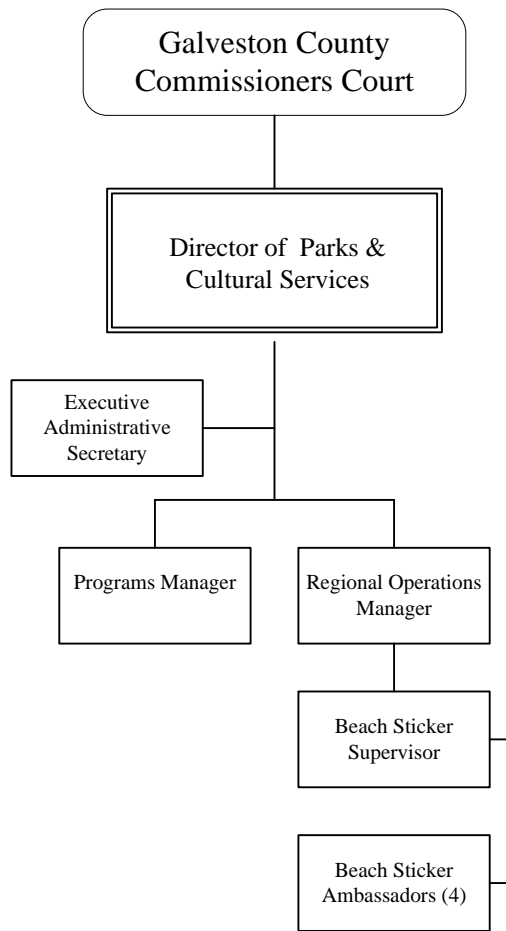 Galveston County
Commissioners Court
Director of Parks &
Cultural Services
Executive
Administrative
Secretary
Programs Manager
Regional Operations
Manager
Beach Sticker
Supervisor
Beach Sticker
Ambassadors (4)